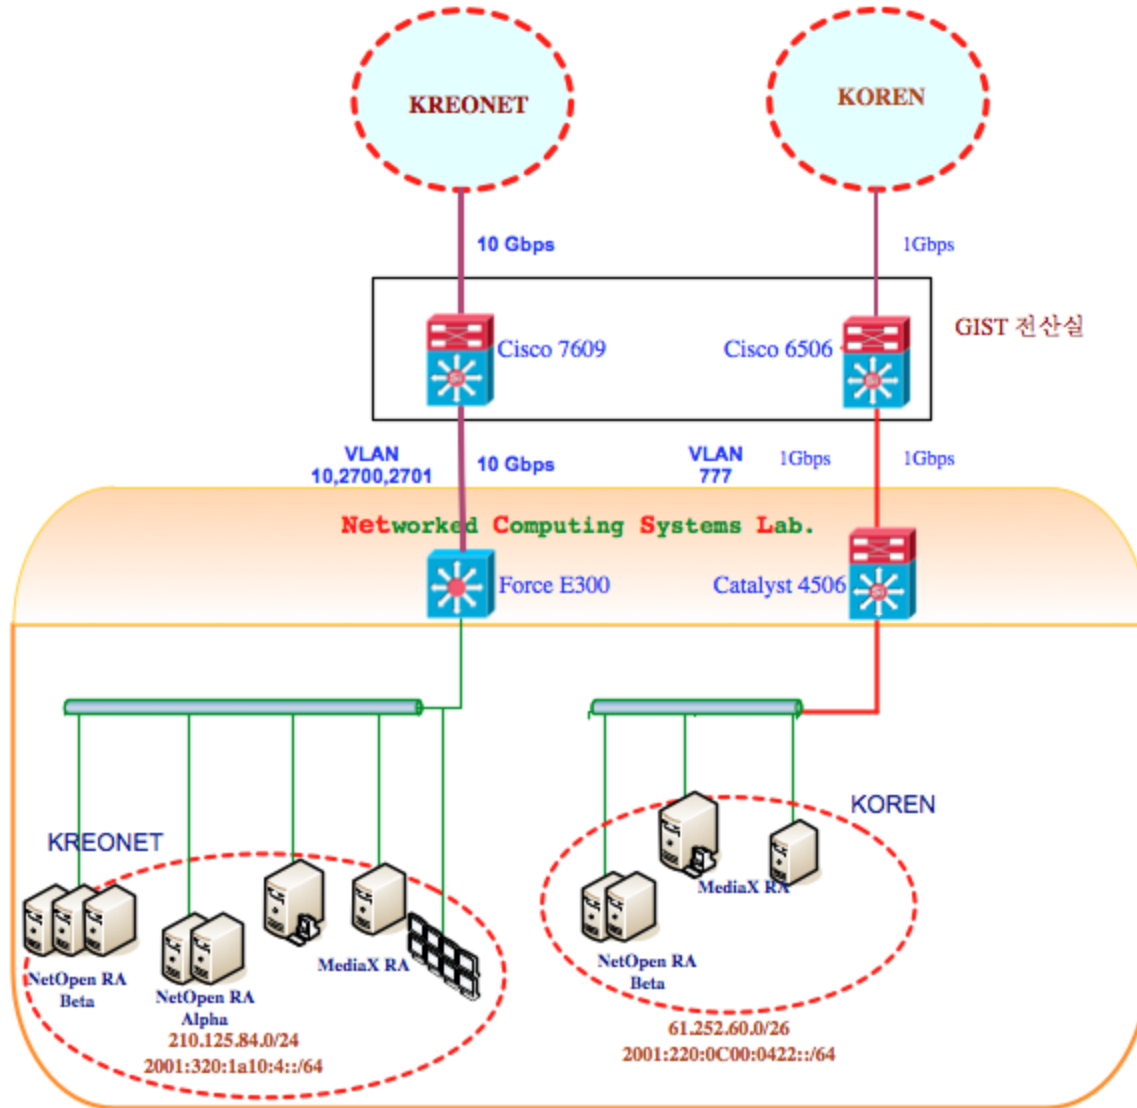 KREONET
KOREN
10 Gbps
1Gbps
GIST 전산실
Cisco 7609
Cisco 6506
VLAN
10,2700,2701
10 Gbps
VLAN
777
1Gbps
1Gbps
Networked Computing Systems Lab.
Force E300
Catalyst 4506
KREONET
KOREN
MediaX RA
NetOpen RA
Beta
NetOpen RA
Alpha
MediaX RA
NetOpen RA
Beta
210.125.84.0/24
2001:320:1a10:4::/64
61.252.60.0/26
2001:220:0C00:0422::/64